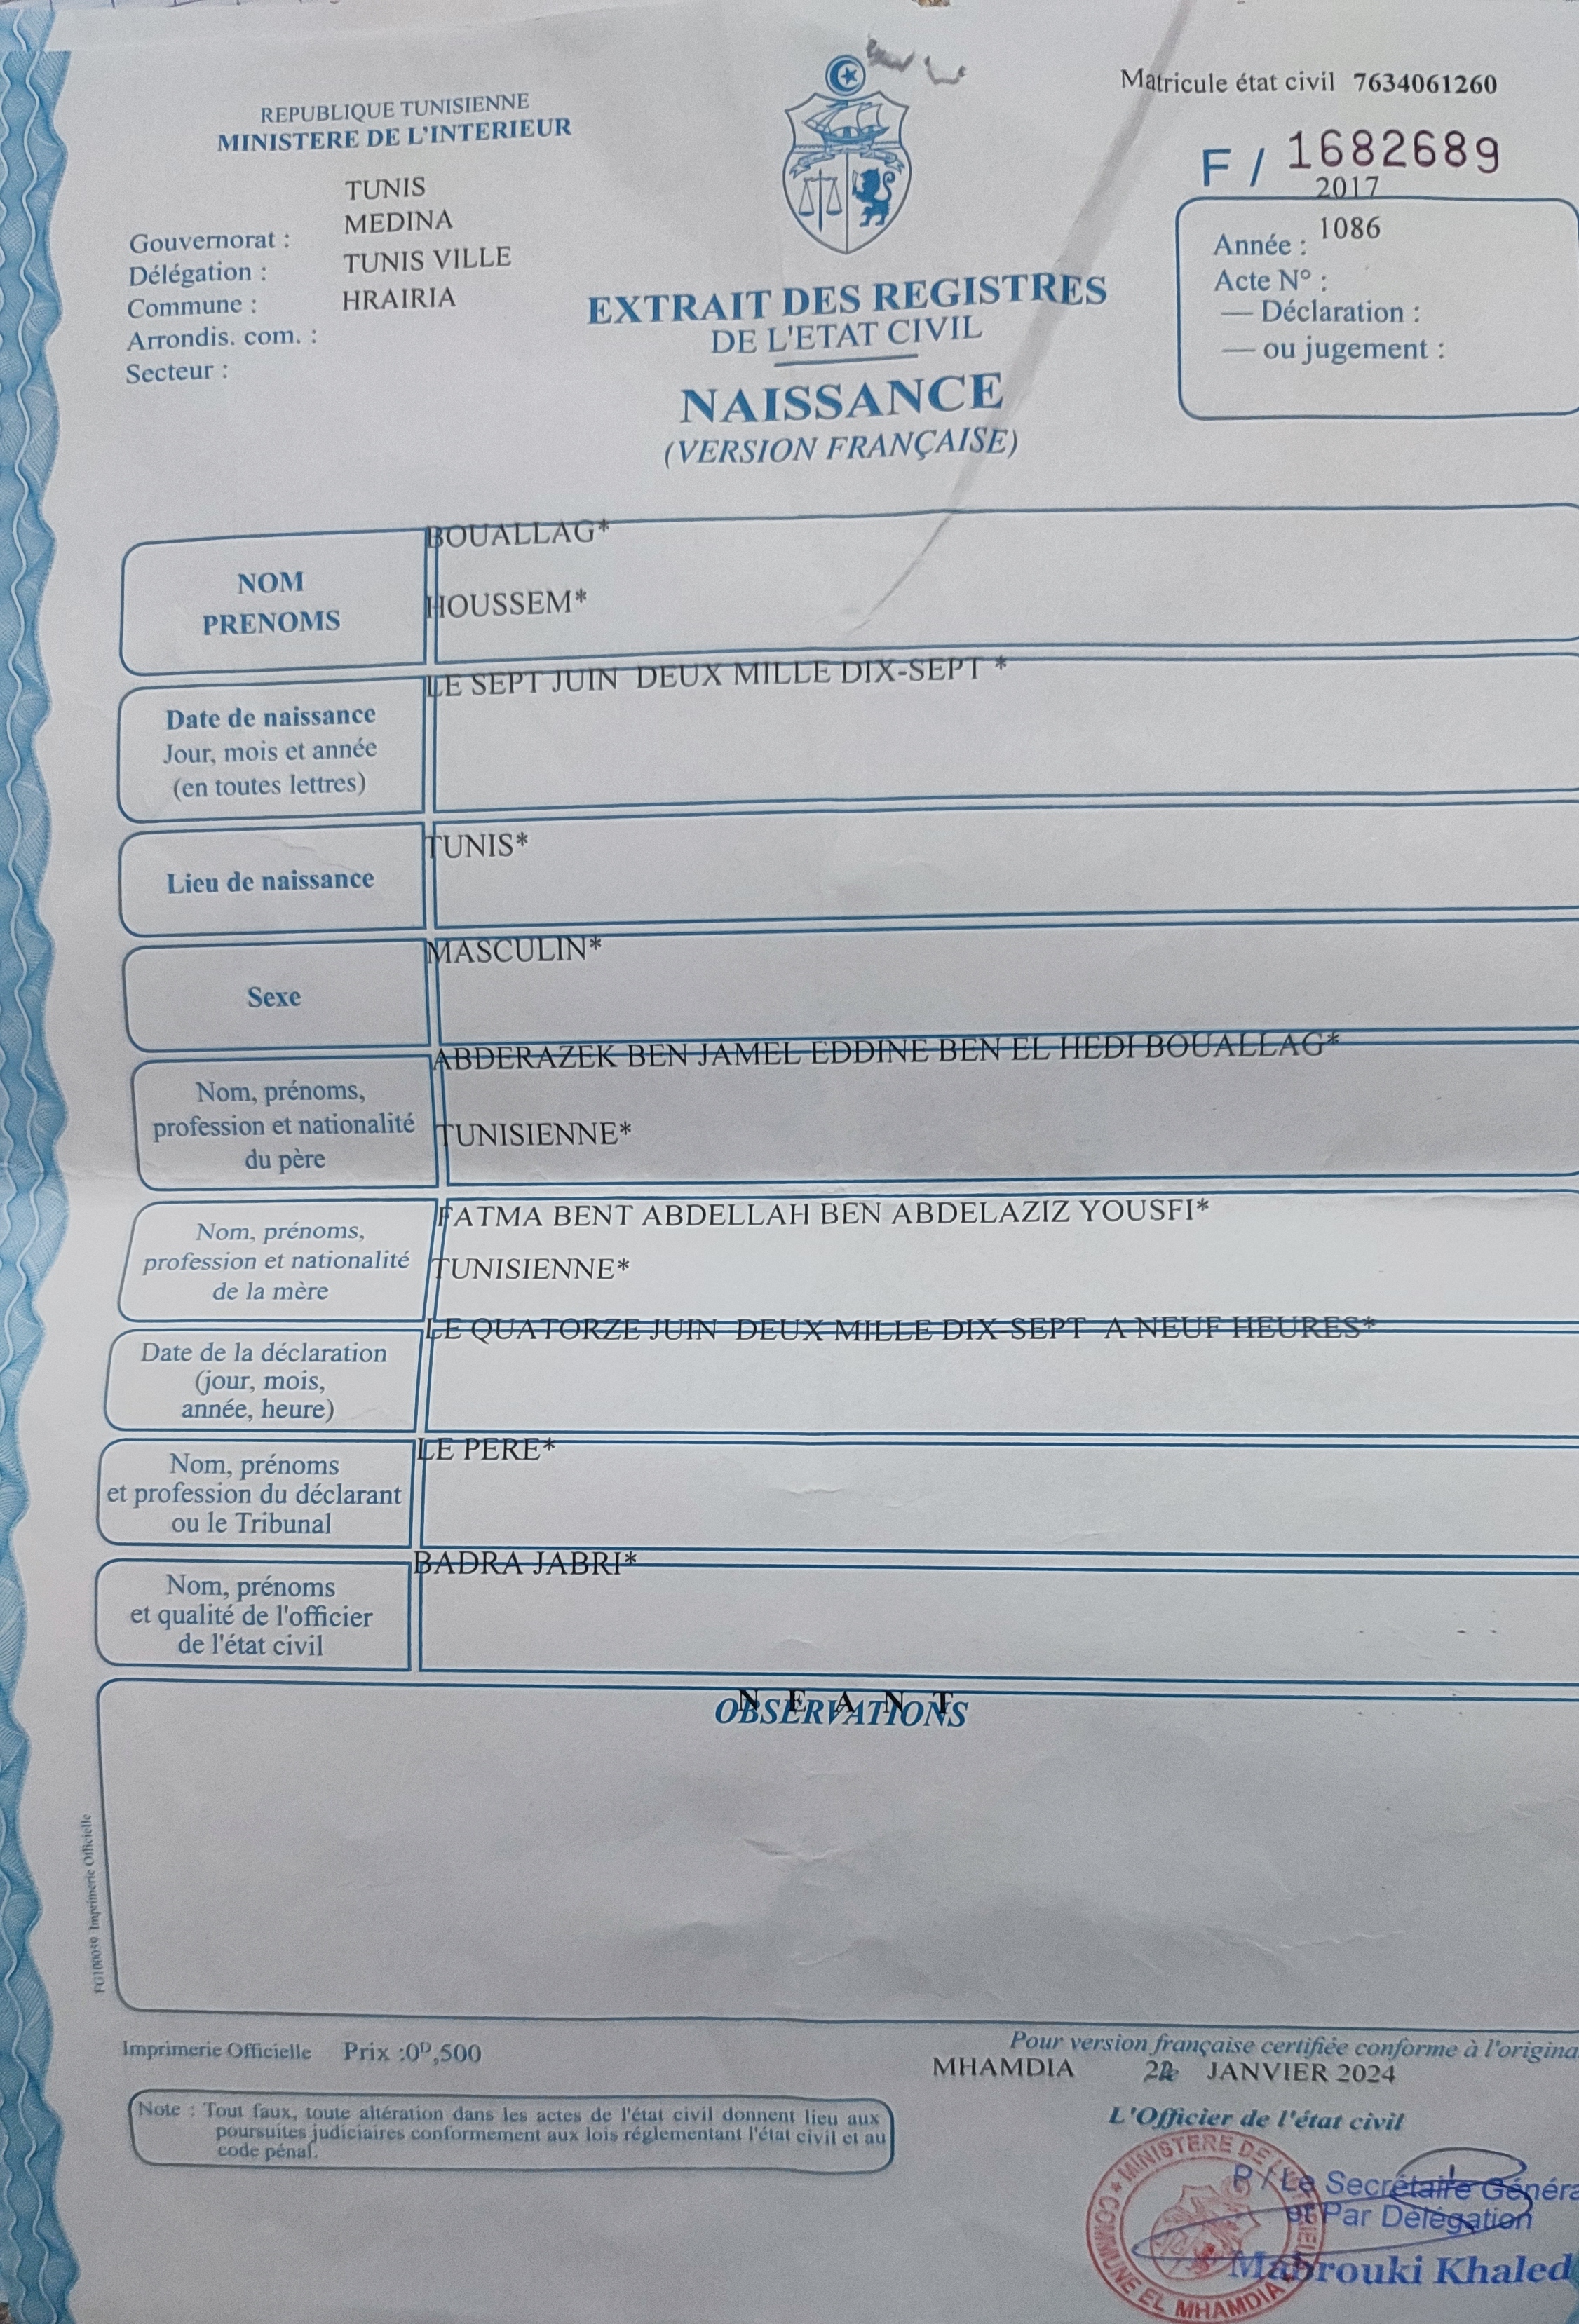 REPUBLIQUE TUNISIENNE
MINISTERE DE L'INTERIEUR
TUNIS
MEDINA
Gouvernorat :
TUNIS VILLE
Délégation :
HRAIRIA
Commune :
Arrondis. com. :
Secteur :
Matricule état civil 7634061260
F / 1682689
2017
Année : 1086
Acte N° :
— Déclaration :
— ou jugement :
EXTRAIT DES REGISTRES
DE L'ETAT CIVIL
NAISSANCE
(VERSION FRANÇAISE)
NOM
PRENOMS
BOUALLAG*
HOUSSEM*
Date de naissance
Jour, mois et année
(en toutes lettres)
LE SEPT JUIN DEUX MILLE DIX-SEPT *
Lieu de naissance
TUNIS*
Sexe
MASCULIN*
Nom, prénoms,
profession et nationalité
du père
ABDERAZEK BEN JAMEL EDDINE BEN EL HEDI BOUALLAG*
TUNISIENNE*
Nom, prénoms,
profession et nationalité
de la mère
FATMA BENT ABDELLAH BEN ABDELAZIZ YOUSFI*
TUNISIENNE*
Date de la déclaration
(jour, mois,
année, heure)
LE QUATORZE JUIN DEUX MILLE DIX-SEPT A NEUF HEURES*
Nom, prénoms
et profession du déclarant
ou le Tribunal
LE PERE*
Nom, prénoms
et qualité de l'officier
de l'état civil
BADRA JABRI*
N E A N T
OBSERVATIONS
FG100039 Imprimerie Officielle
Imprimerie Officielle Prix :0ᴰ,500
Note : Tout faux, toute altération dans les actes de l'état civil donnent lieu aux
poursuites judiciaires conformement aux lois réglementant l'état civil et au
code pénal.
Pour version française certifiée conforme à l'origina
MHAMDIA JANVIER 2024
L'Officier de l'état civil
MINISTERE DE L'INTERIEUR
COMMUNE EL MHAMDIA
P / Le Secrétaire Généra
et Par Délégation
Mabrouki Khaled